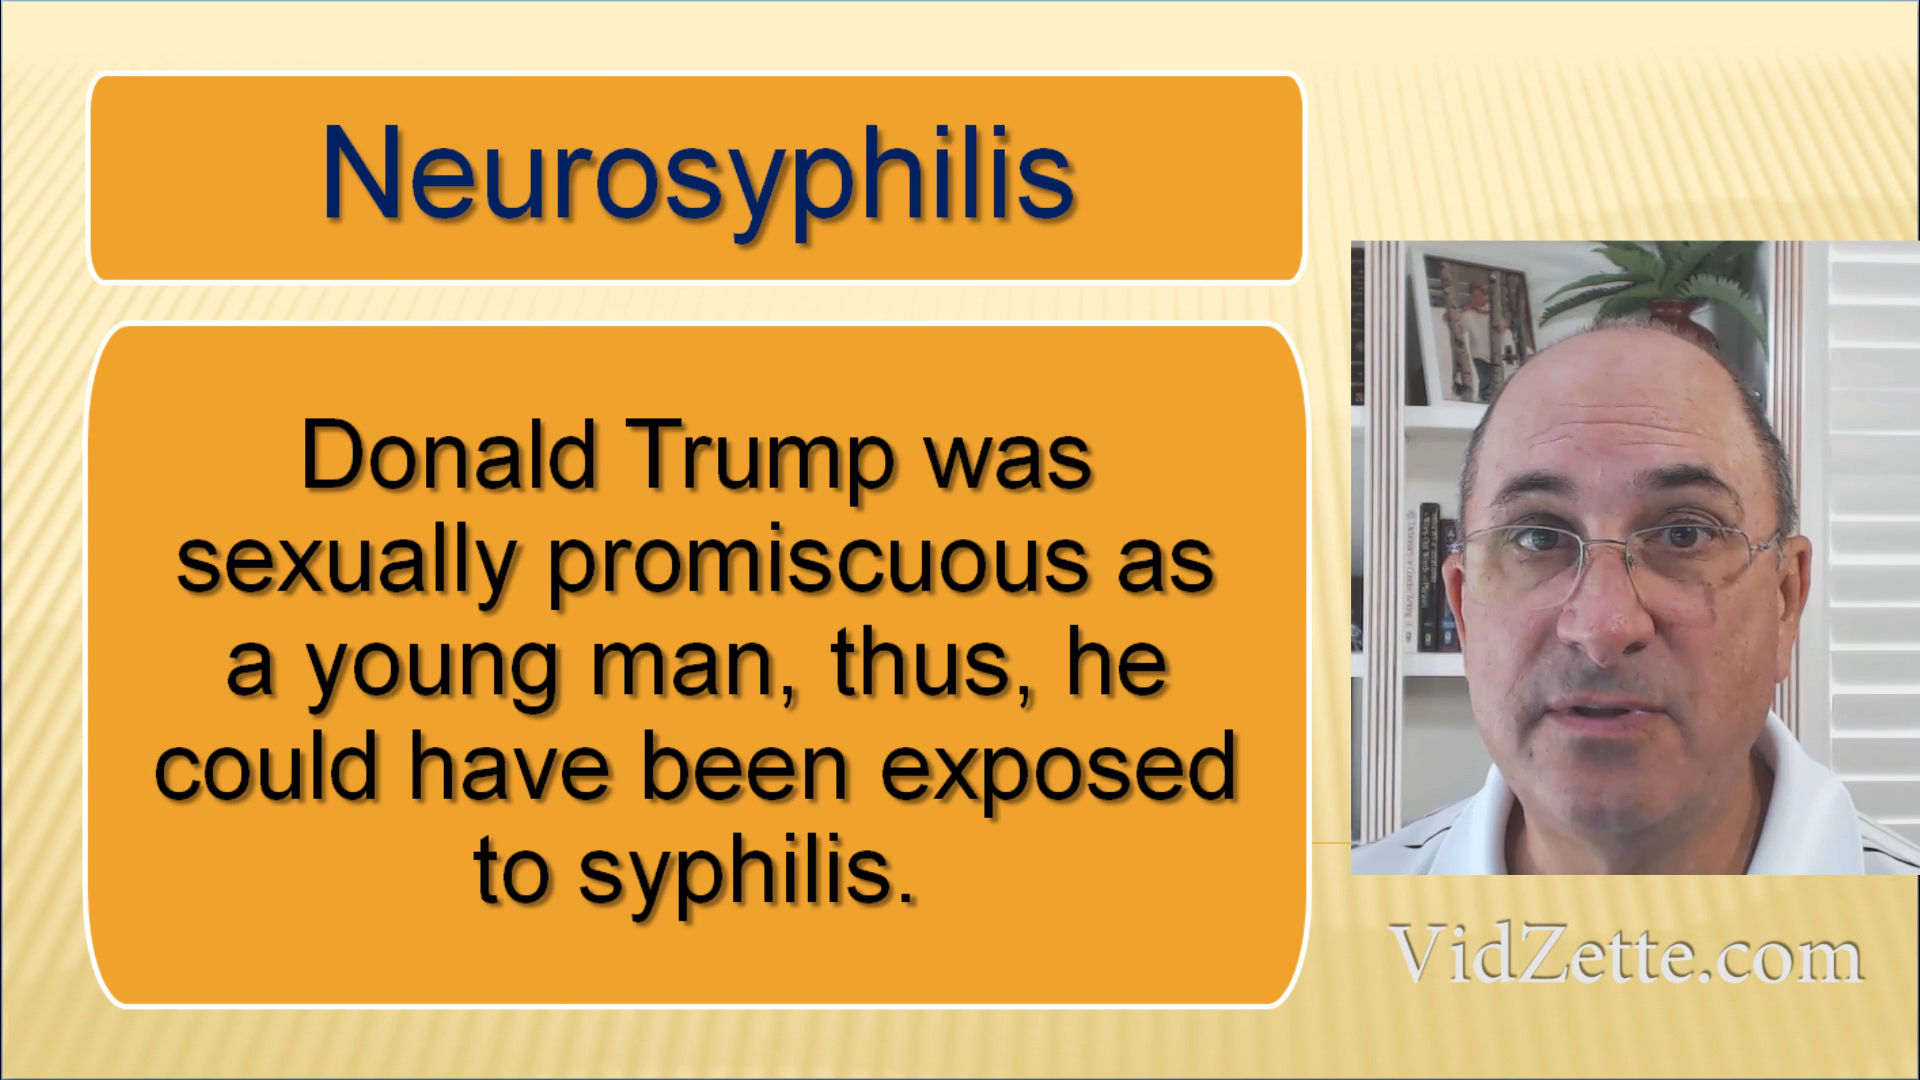 Neurosyphilis
Donald Trump was
sexually promiscuous as
a young man, thus, he
could have been exposed
to syphilis.
VidZette.com